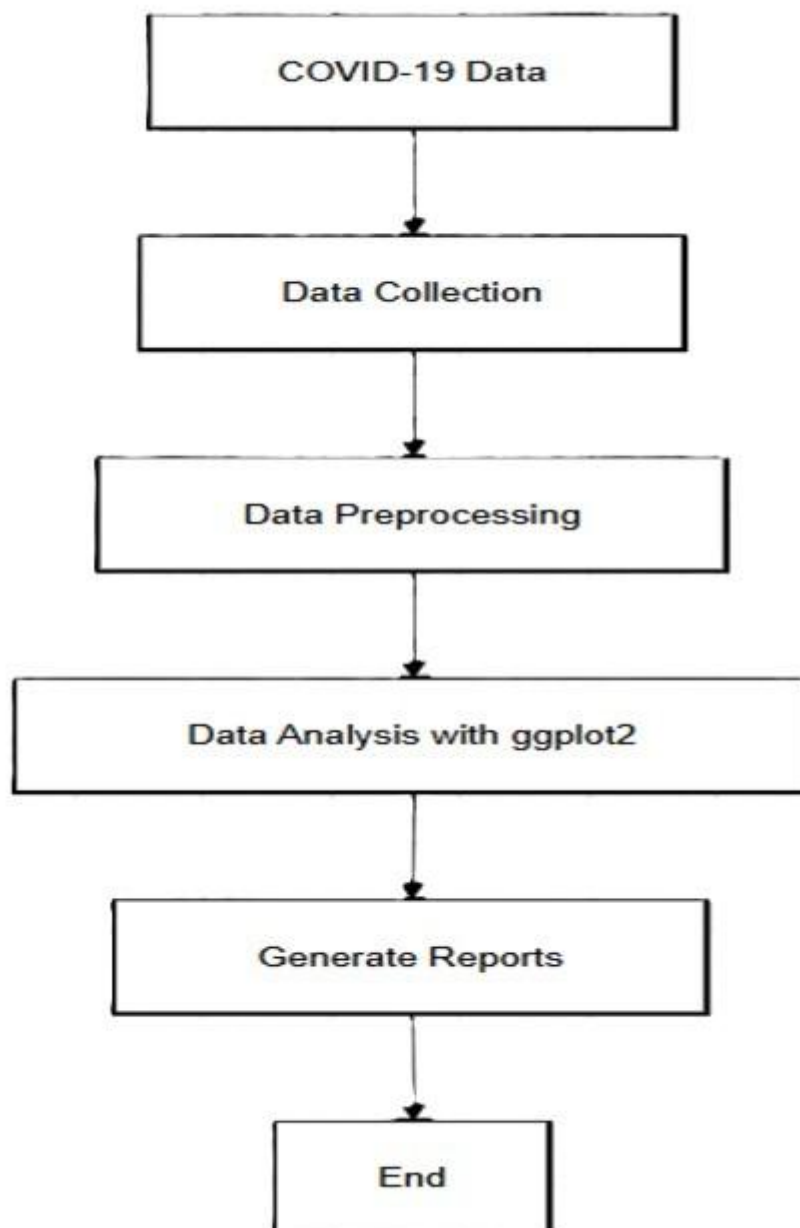 COVID-19 Data
Data Collection
Data Preprocessing
Data Analysis with ggplot2
Generate Reports
End